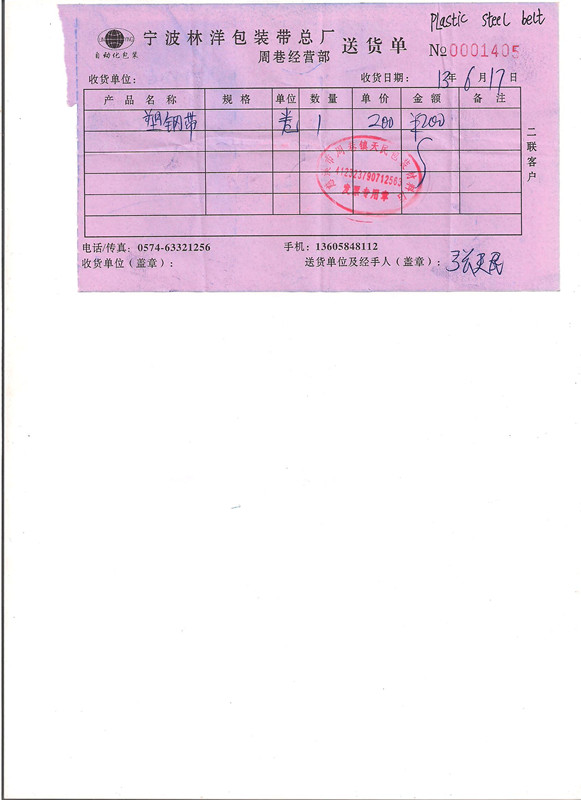 Plastic steel belt
宁波林洋包装带总厂
周巷经营部
送货单
№0001405
自动化包装
收货单位：
收货日期： 13年 6月 17日
产品名称 规格 单位 数量 单价 金额 备注
塑钢带 卷 1 200 ¥200
二联客户
发票专用章
电话/传真：0574-63321256
手机：13605848112
收货单位（盖章）：
送货单位及经手人（盖章）：